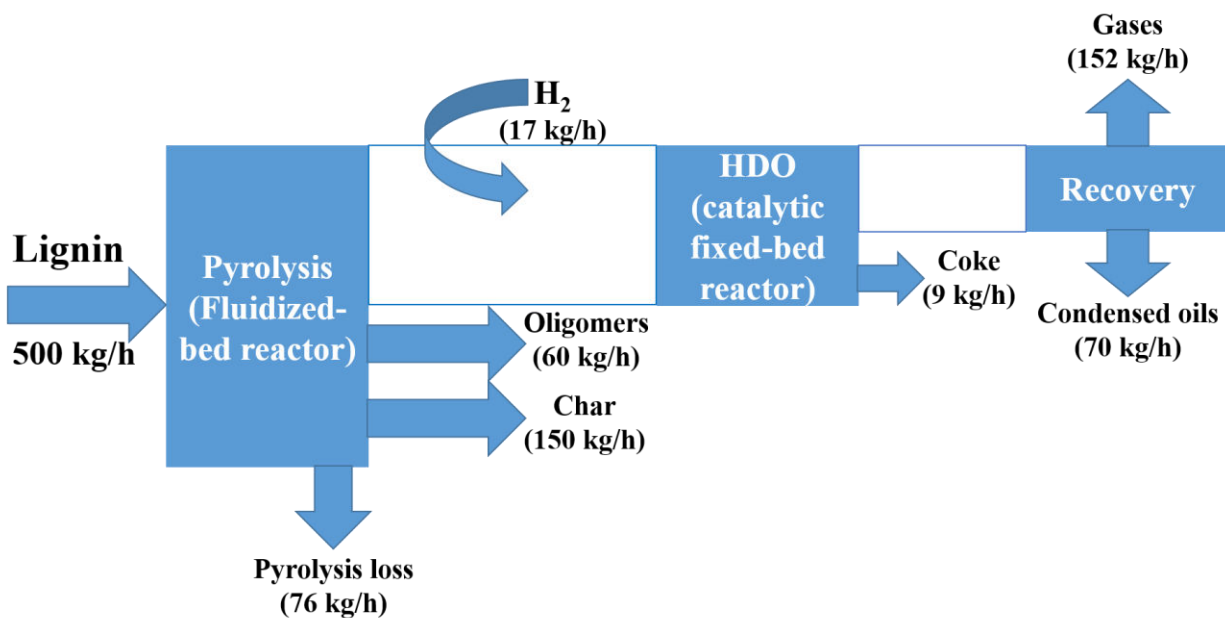 Gases
(152 kg/h)
H₂
(17 kg/h)
HDO
(catalytic
fixed-bed
reactor)
Recovery
Lignin
500 kg/h
Pyrolysis
(Fluidized-
bed reactor)
Coke
(9 kg/h)
Oligomers
(60 kg/h)
Condensed oils
(70 kg/h)
Char
(150 kg/h)
Pyrolysis loss
(76 kg/h)